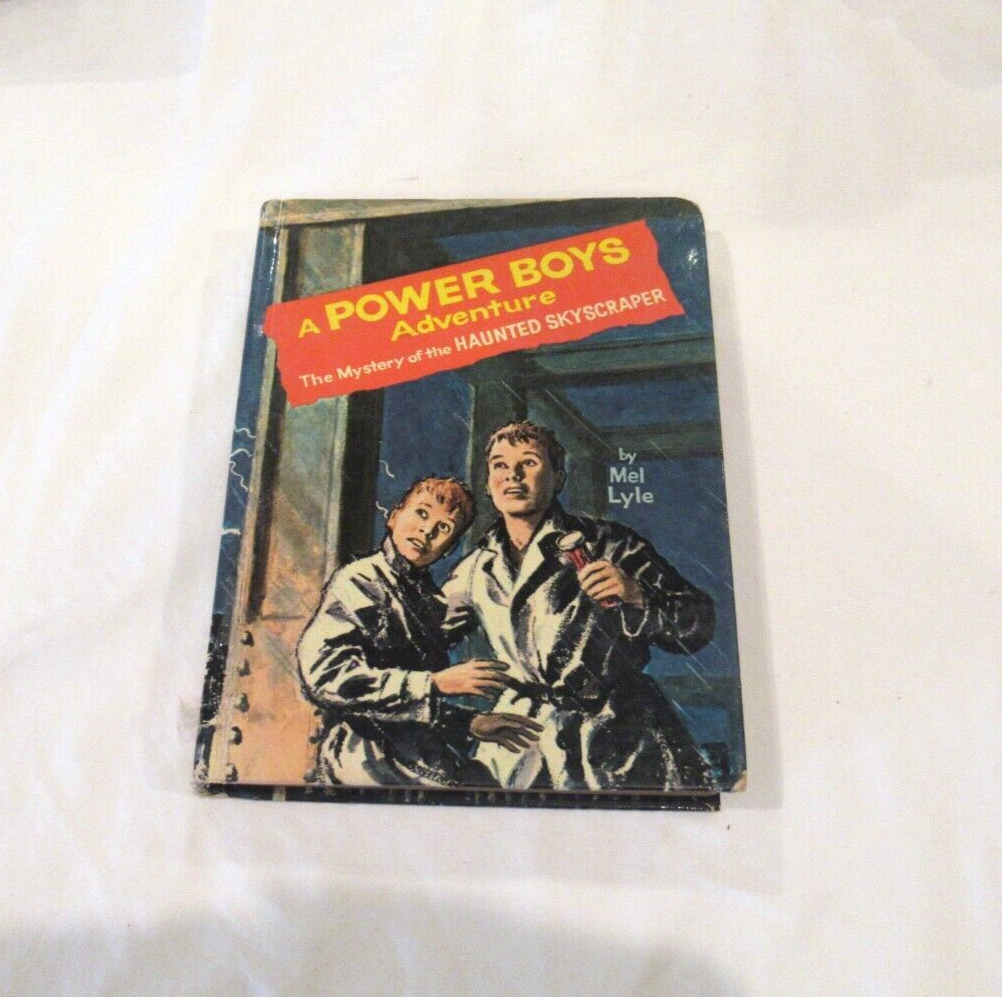 A POWER BOYS
Adventure
The Mystery of the HAUNTED SKYSCRAPER
by
Mel
Lyle